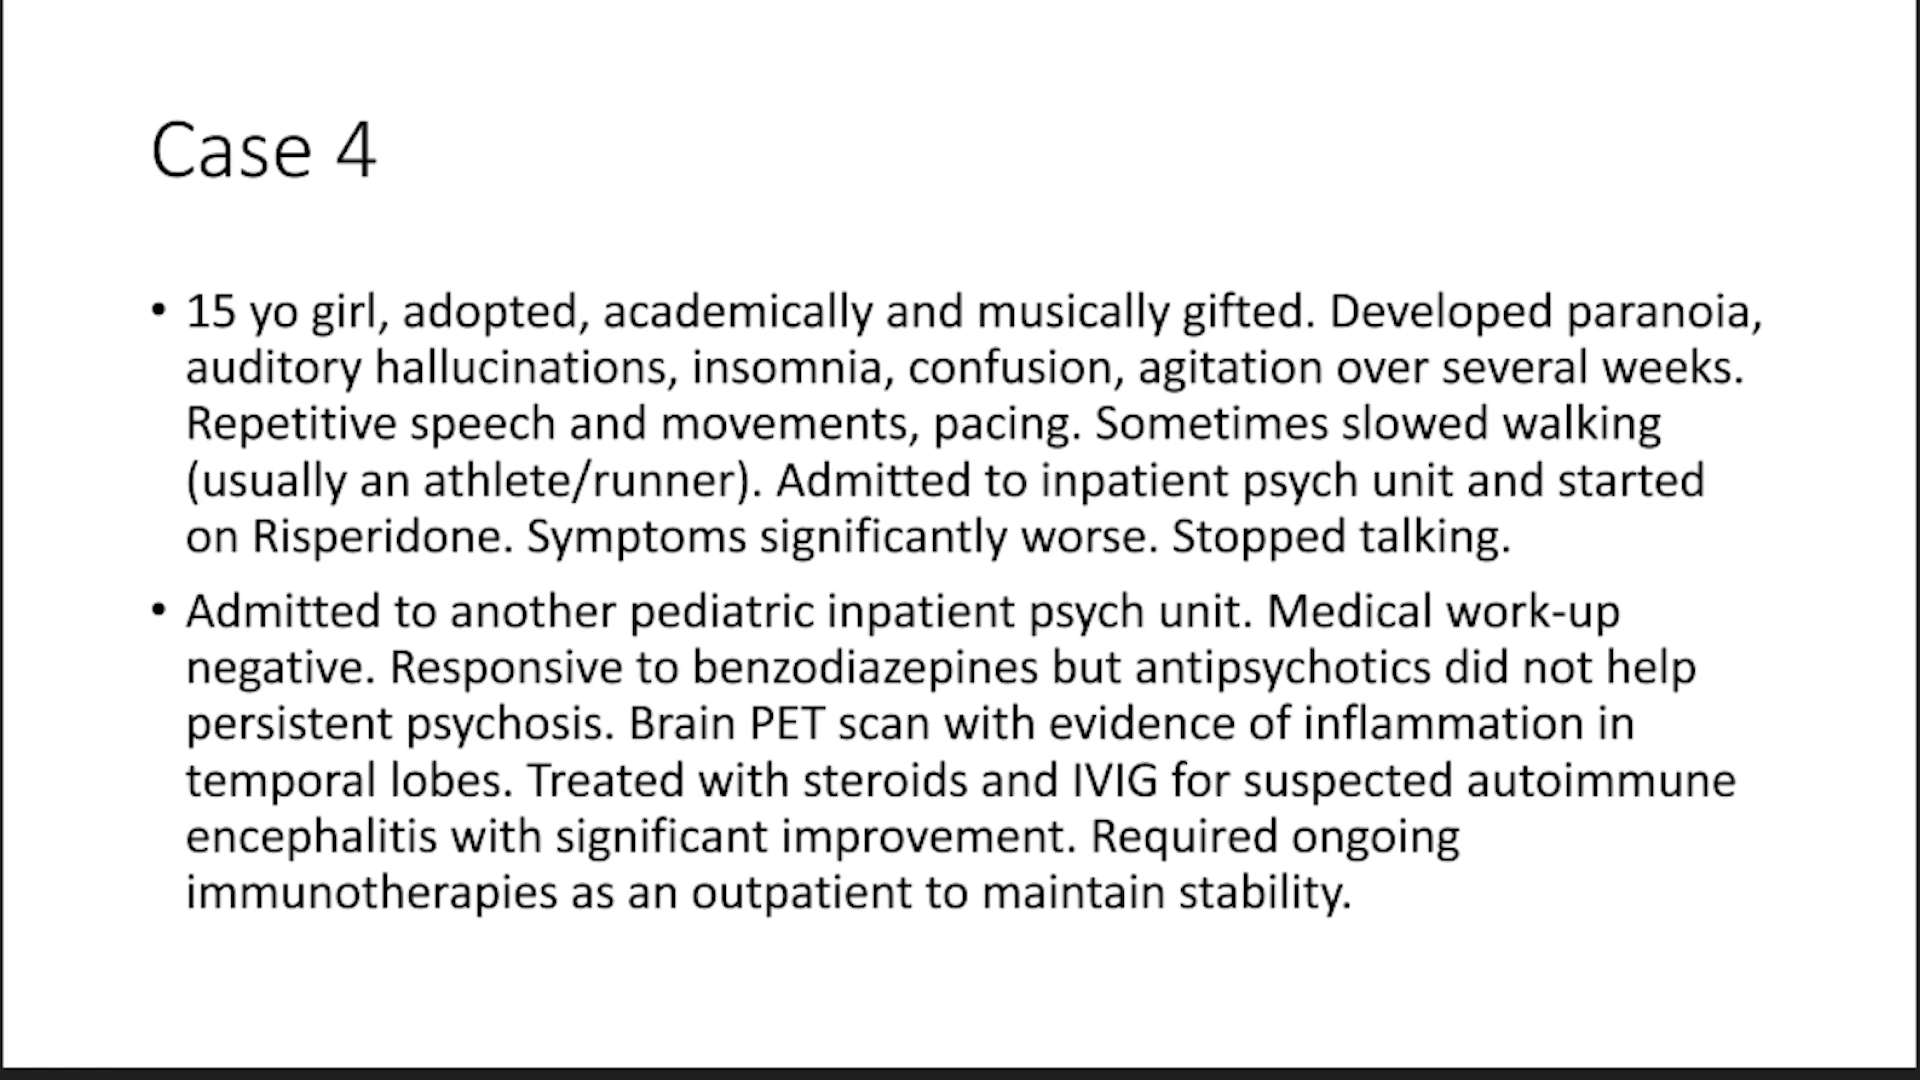 Case 4
• 15 yo girl, adopted, academically and musically gifted. Developed paranoia,
auditory hallucinations, insomnia, confusion, agitation over several weeks.
Repetitive speech and movements, pacing. Sometimes slowed walking
(usually an athlete/runner). Admitted to inpatient psych unit and started
on Risperidone. Symptoms significantly worse. Stopped talking.
• Admitted to another pediatric inpatient psych unit. Medical work-up
negative. Responsive to benzodiazepines but antipsychotics did not help
persistent psychosis. Brain PET scan with evidence of inflammation in
temporal lobes. Treated with steroids and IVIG for suspected autoimmune
encephalitis with significant improvement. Required ongoing
immunotherapies as an outpatient to maintain stability.